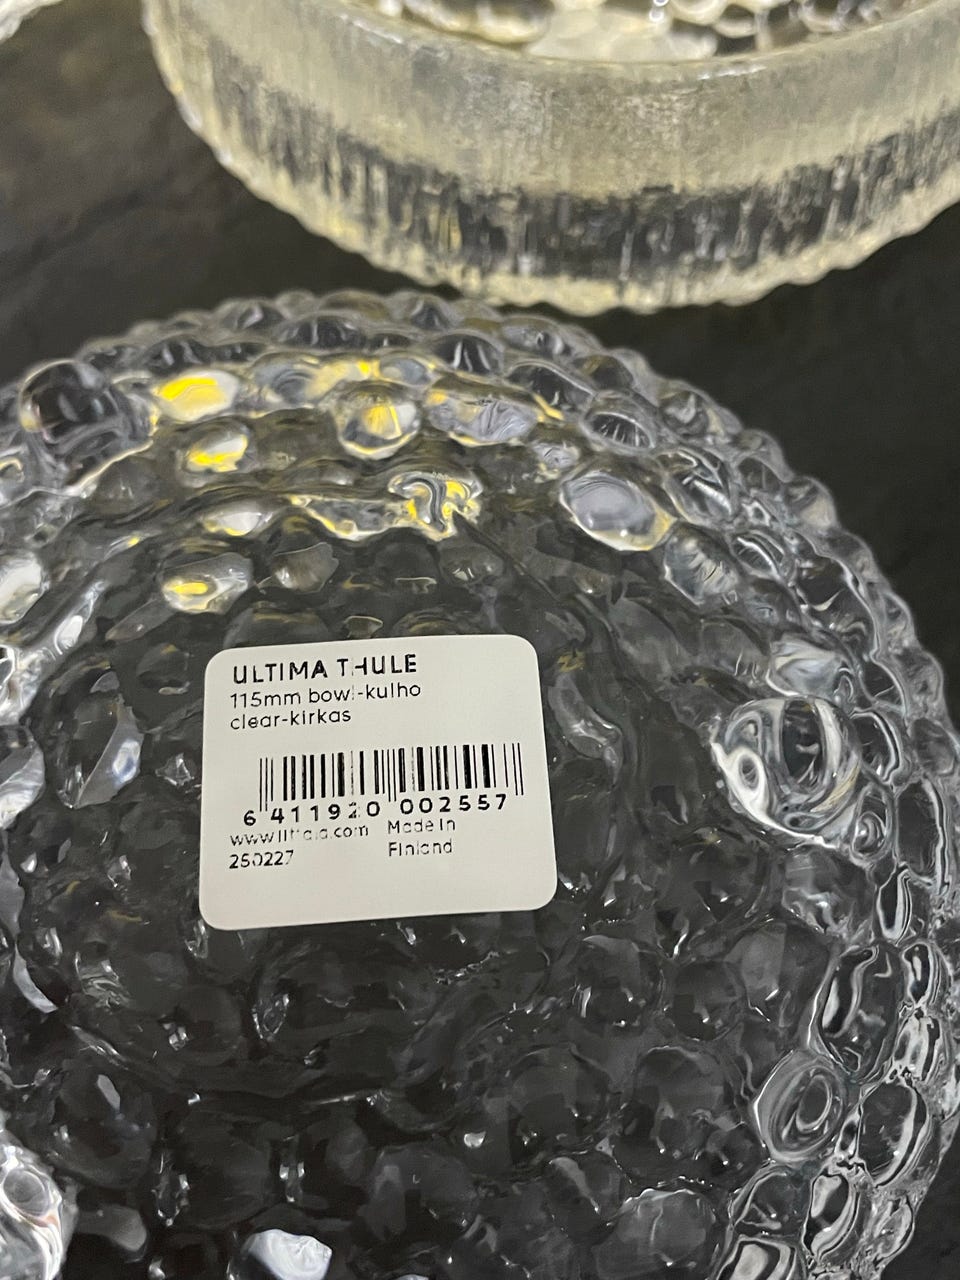 ULTIMA THULE
115mm bowl-kulho
clear-kirkas
6 411920 002557
www.iittala.com Made in
250227 Finland